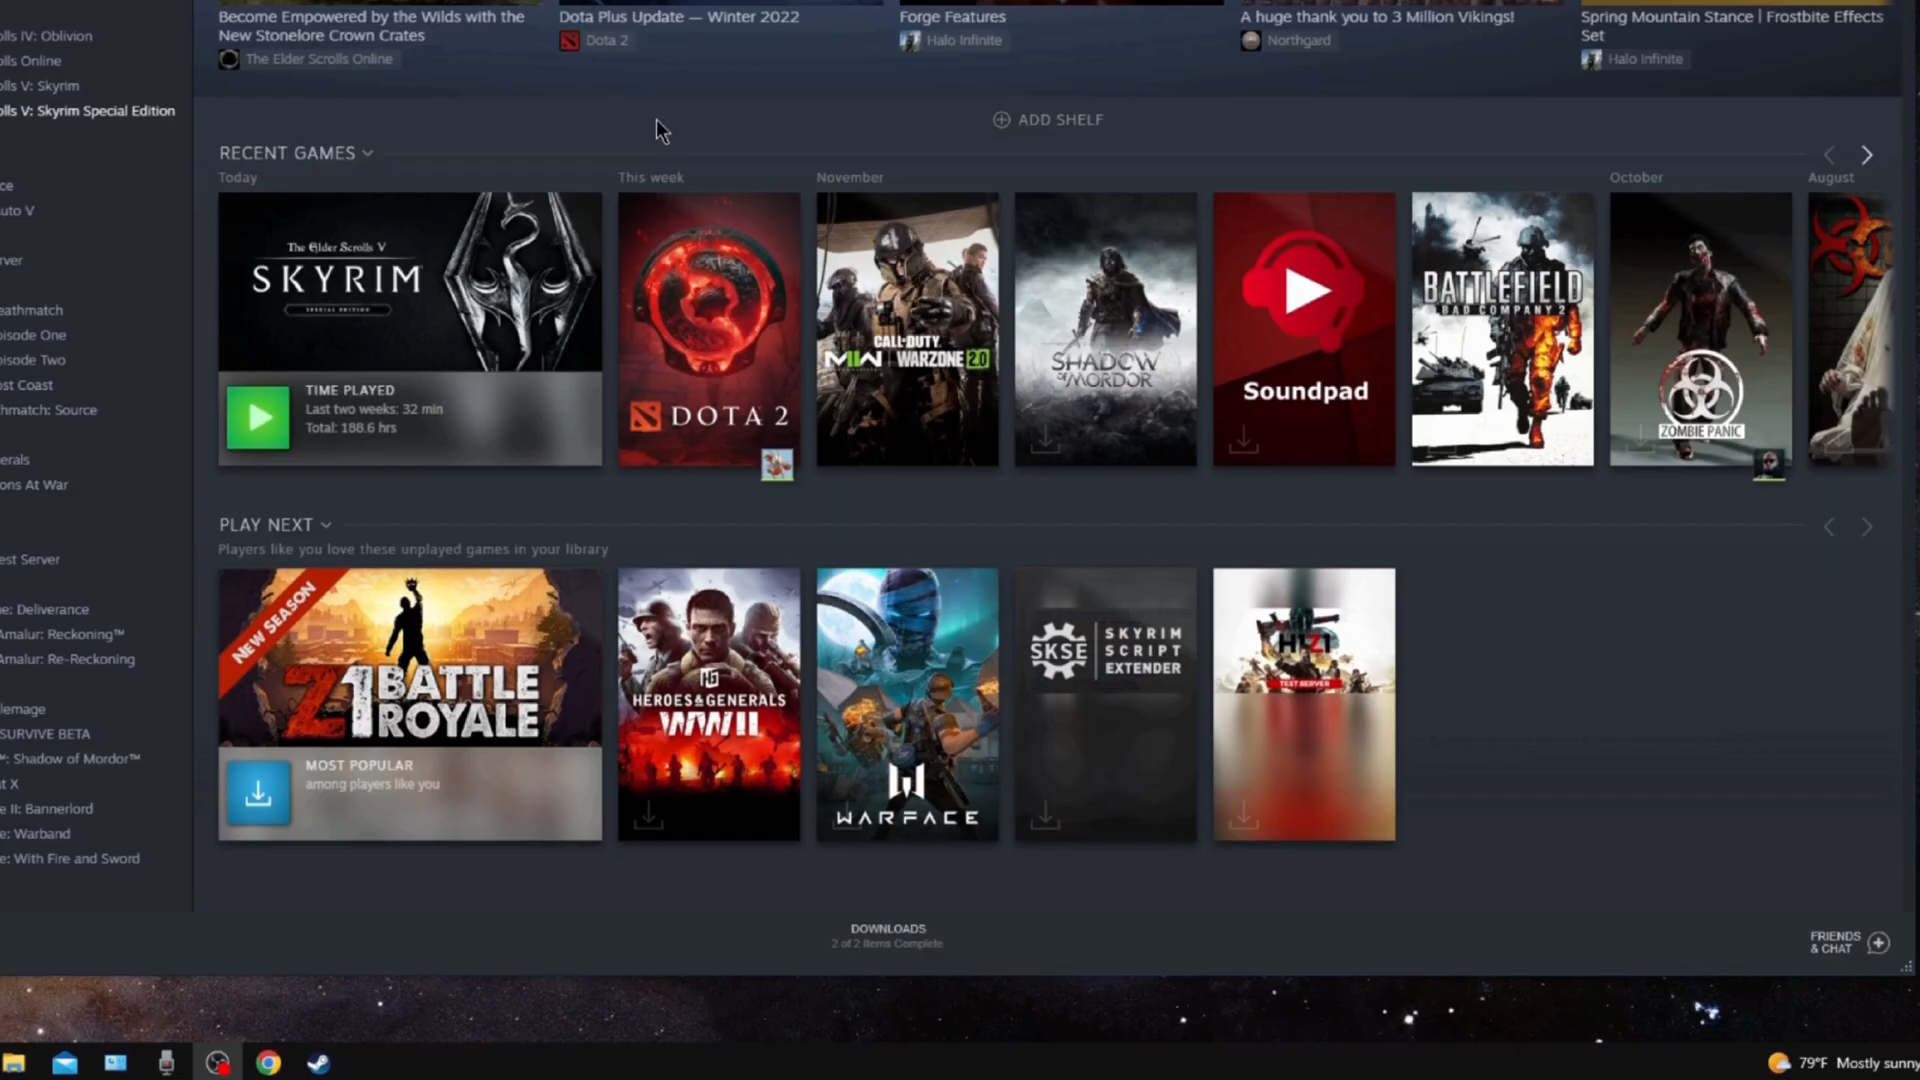 Become Empowered by the Wilds with the
New Stonelore Crown Crates
The Elder Scrolls Online
Dota Plus Update — Winter 2022
Dota 2
Forge Features
Halo Infinite
A huge thank you to 3 Million Vikings!
Northgard
Spring Mountain Stance | Frostbite Effects
Set
Halo Infinite
olls IV: Oblivion
olls Online
olls V: Skyrim
olls V: Skyrim Special Edition
ce
uto V
rver
eathmatch
pisode One
pisode Two
ost Coast
thmatch: Source
erals
ons At War
est Server
ne: Deliverance
Amalur: Reckoning™
Amalur: Re-Reckoning
lemage
SURVIVE BETA
™: Shadow of Mordor™
t X
e II: Bannerlord
e: Warband
e: With Fire and Sword
ADD SHELF
RECENT GAMES
Today
This week
November
October
August
The Elder Scrolls V
SKYRIM
SPECIAL EDITION
TIME PLAYED
Last two weeks: 32 min
Total: 188.6 hrs
DOTA 2
CALL OF DUTY
MWII | WARZONE 2.0
SHADOW
OF MORDOR
Soundpad
BATTLEFIELD
BAD COMPANY 2
ZOMBIE PANIC
PLAY NEXT
Players like you love these unplayed games in your library
NEW SEASON
Z1 BATTLE
ROYALE
MOST POPULAR
among players like you
HG
HEROES & GENERALS
WWII
WARFACE
SKSE
SKYRIM
SCRIPT
EXTENDER
H1Z1
TEST SERVER
DOWNLOADS
2 of 2 Items Complete
FRIENDS
& CHAT
79°F Mostly sunny